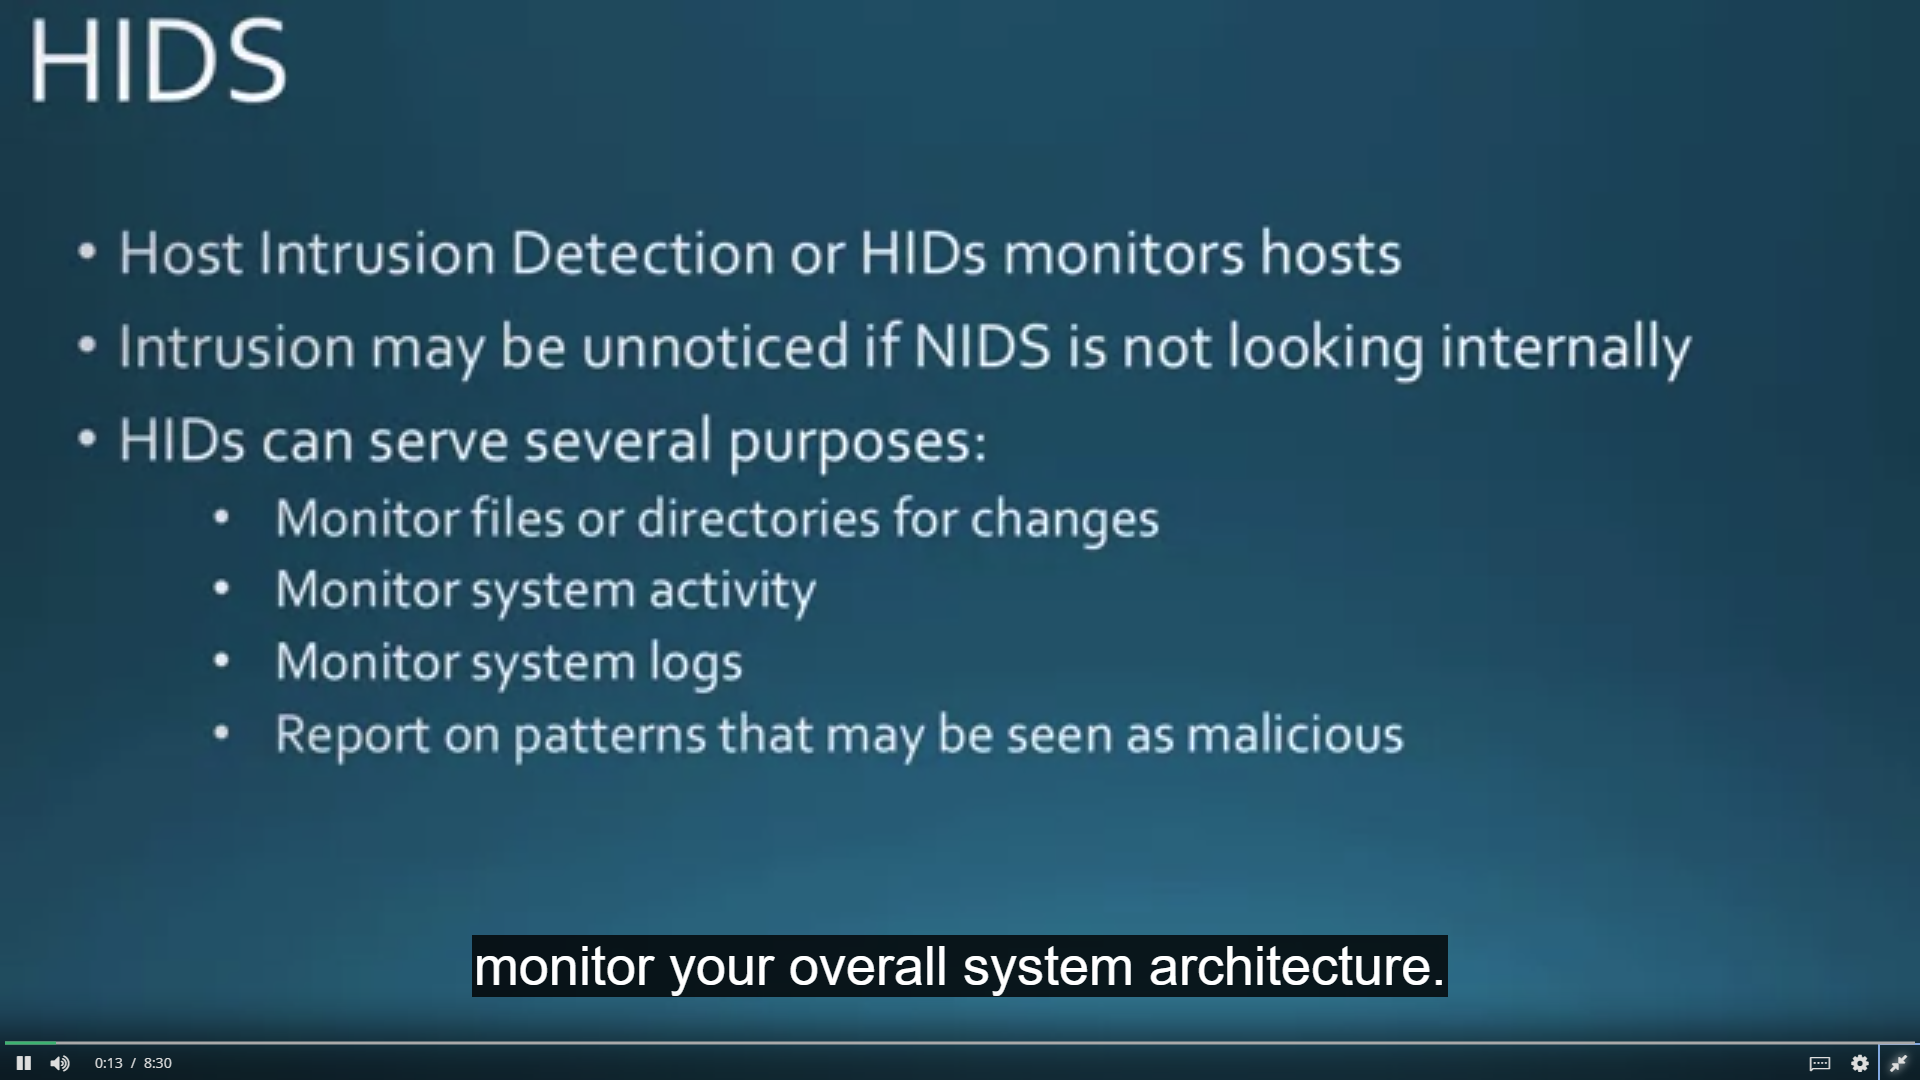 HIDS
• Host Intrusion Detection or HIDs monitors hosts
• Intrusion may be unnoticed if NIDS is not looking internally
• HIDs can serve several purposes:
• Monitor files or directories for changes
• Monitor system activity
• Monitor system logs
• Report on patterns that may be seen as malicious
monitor your overall system architecture.
0:13 / 8:30